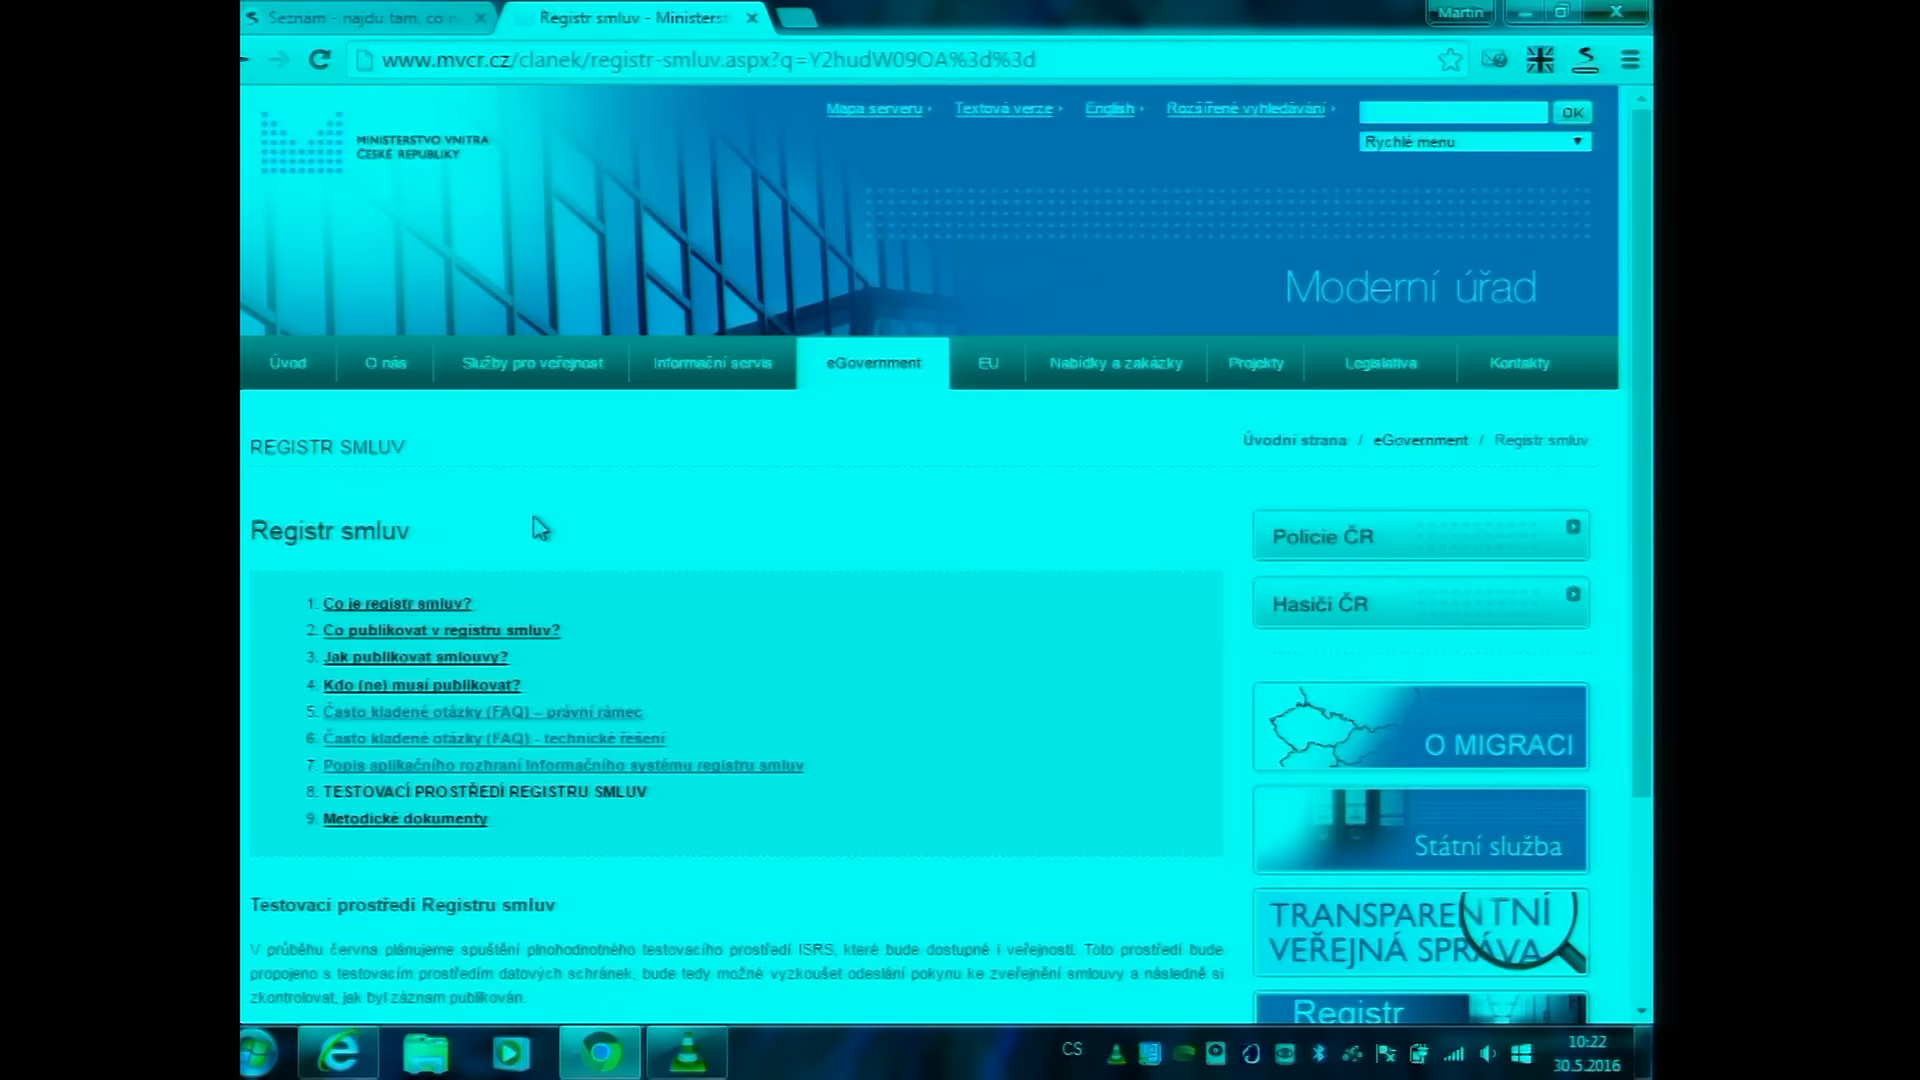 Seznam - najdu tam, co n
Registr smluv - Ministerst
Martin
www.mvcr.cz/clanek/registr-smluv.aspx?q=Y2hudW09OA%3d%3d
Mapa serveru
Textová verze
English
Rozšířené vyhledávání
OK
MINISTERSTVO VNITRA
ČESKÉ REPUBLIKY
Rychlé menu
Moderní úřad
Úvod
O nás
Služby pro veřejnost
Informační servis
eGovernment
EU
Nabídky a zakázky
Projekty
Legislativa
Kontakty
REGISTR SMLUV
Úvodní strana / eGovernment / Registr smluv
Registr smluv
Policie ČR
Hasiči ČR
1. Co je registr smluv?
2. Co publikovat v registru smluv?
3. Jak publikovat smlouvy?
4. Kdo (ne) musí publikovat?
5. Často kladené otázky (FAQ) – právní rámec
6. Často kladené otázky (FAQ) - technické řešení
7. Popis aplikačního rozhraní Informačního systému registru smluv
8. TESTOVACÍ PROSTŘEDÍ REGISTRU SMLUV
9. Metodické dokumenty
O MIGRACI
Státní služba
TRANSPARENTNÍ
VEŘEJNÁ SPRÁVA
Registr
Testovací prostředí Registru smluv
V průběhu června plánujeme spuštění plnohodnotného testovacího prostředí ISRS, které bude dostupné i veřejnosti. Toto prostředí bude
propojeno s testovacím prostředím datových schránek, bude tedy možné vyzkoušet odeslání pokynu ke zveřejnění smlouvy a následně si
zkontrolovat, jak byl záznam publikován.
CS
10:22
30.5.2016